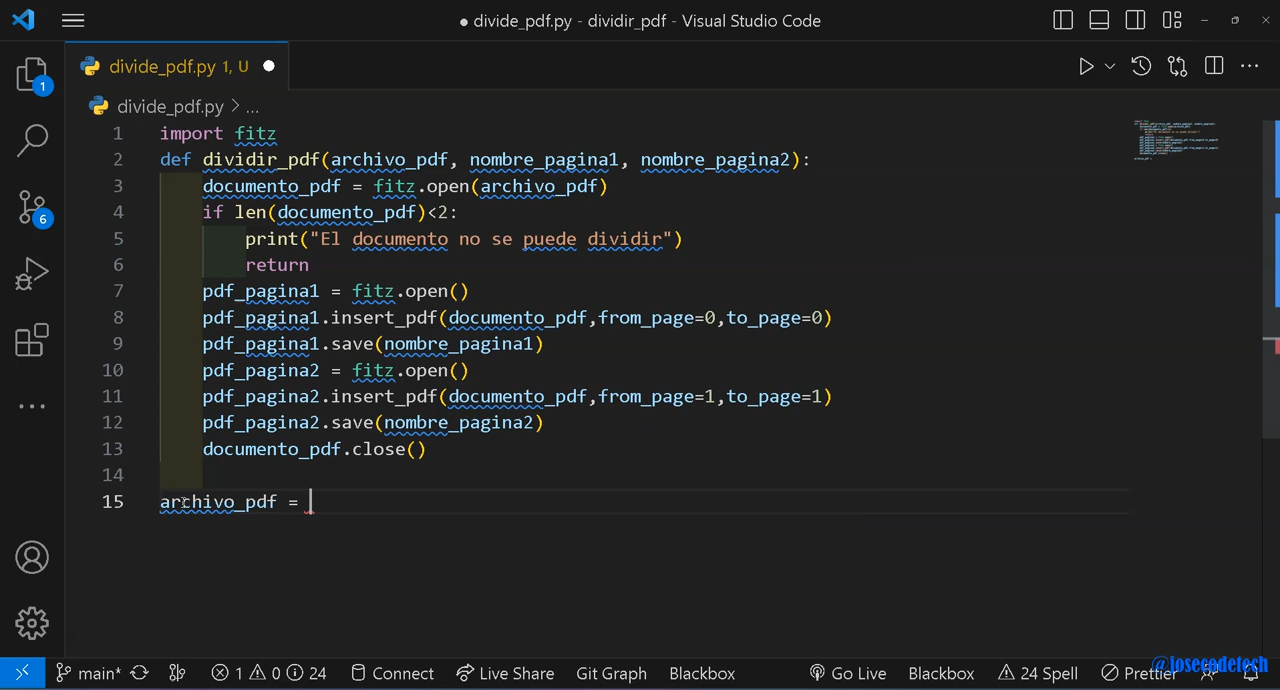 ● divide_pdf.py - dividir_pdf - Visual Studio Code
divide_pdf.py 1, U ●
divide_pdf.py > ...
1
6
1 import fitz
2 def dividir_pdf(archivo_pdf, nombre_pagina1, nombre_pagina2):
3 documento_pdf = fitz.open(archivo_pdf)
4 if len(documento_pdf)<2:
5 print("El documento no se puede dividir")
6 return
7 pdf_pagina1 = fitz.open()
8 pdf_pagina1.insert_pdf(documento_pdf,from_page=0,to_page=0)
9 pdf_pagina1.save(nombre_pagina1)
10 pdf_pagina2 = fitz.open()
11 pdf_pagina2.insert_pdf(documento_pdf,from_page=1,to_page=1)
12 pdf_pagina2.save(nombre_pagina2)
13 documento_pdf.close()
14
15 archivo_pdf =
main* 1 0 24 Connect Live Share Git Graph Blackbox Go Live Blackbox 24 Spell Prettier
@josecodetech